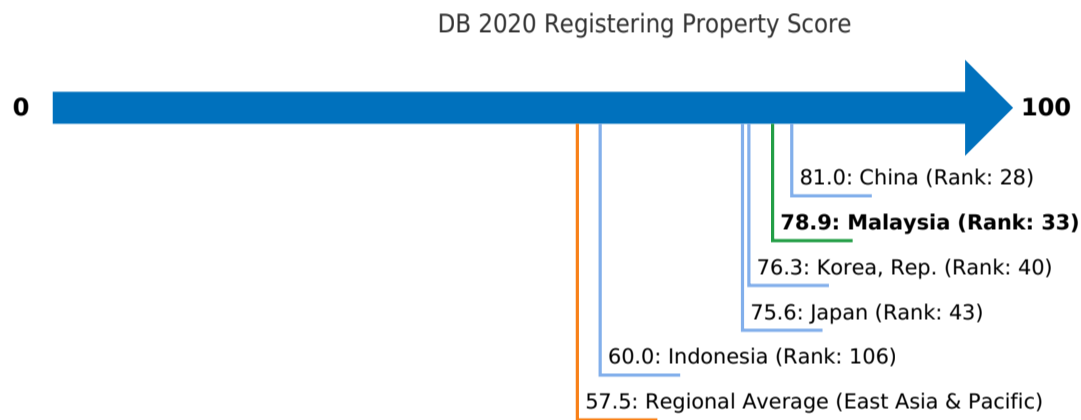 DB 2020 Registering Property Score
0
100
81.0: China (Rank: 28)
78.9: Malaysia (Rank: 33)
76.3: Korea, Rep. (Rank: 40)
75.6: Japan (Rank: 43)
60.0: Indonesia (Rank: 106)
57.5: Regional Average (East Asia & Pacific)